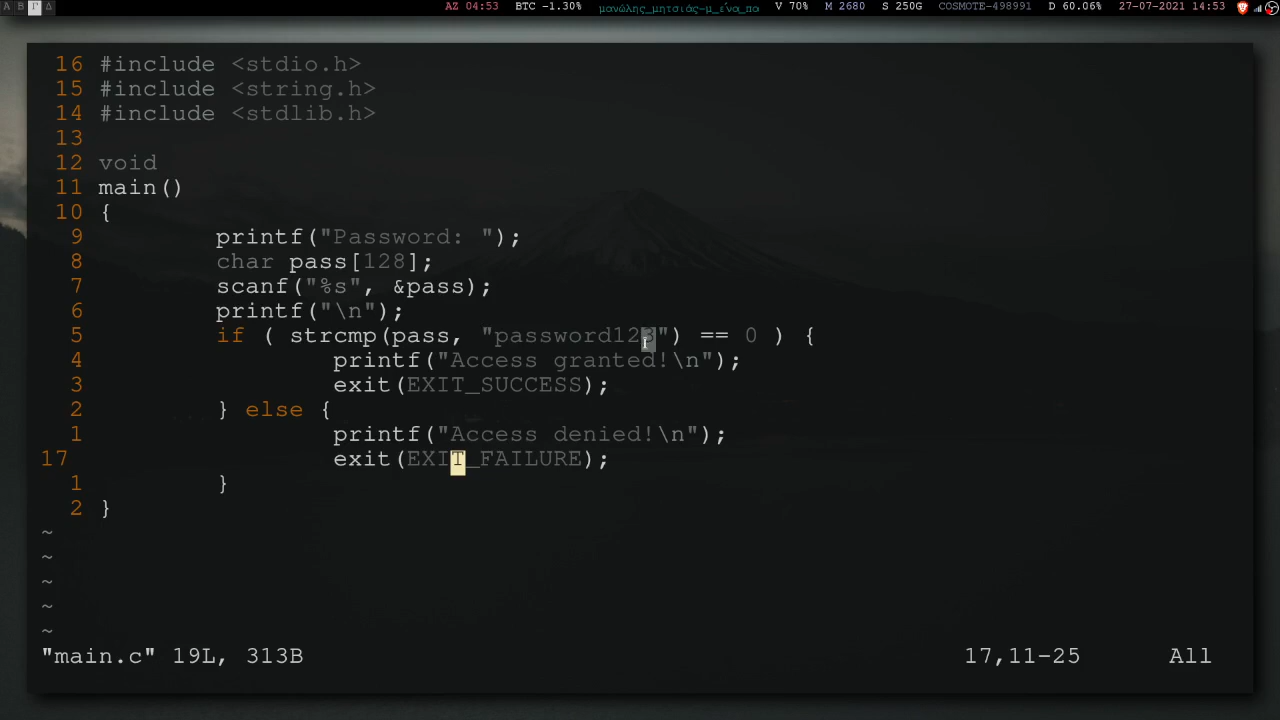 Α Β Γ Δ AZ 04:53 BTC -1.30% μανώλης_μητσιάς-μ_ένα_πα V 70% M 2680 S 250G COSMOTE-498991 D 60.06% 27-07-2021 14:53
16 #include <stdio.h>
15 #include <string.h>
14 #include <stdlib.h>
13
12 void
11 main()
10 {
9 printf("Password: ");
8 char pass[128];
7 scanf("%s", &pass);
6 printf("\n");
5 if ( strcmp(pass, "password123") == 0 ) {
4 printf("Access granted!\n");
3 exit(EXIT_SUCCESS);
2 } else {
1 printf("Access denied!\n");
17 exit(EXIT_FAILURE);
1 }
2 }
~
~
~
~
~
"main.c" 19L, 313B 17,11-25 All